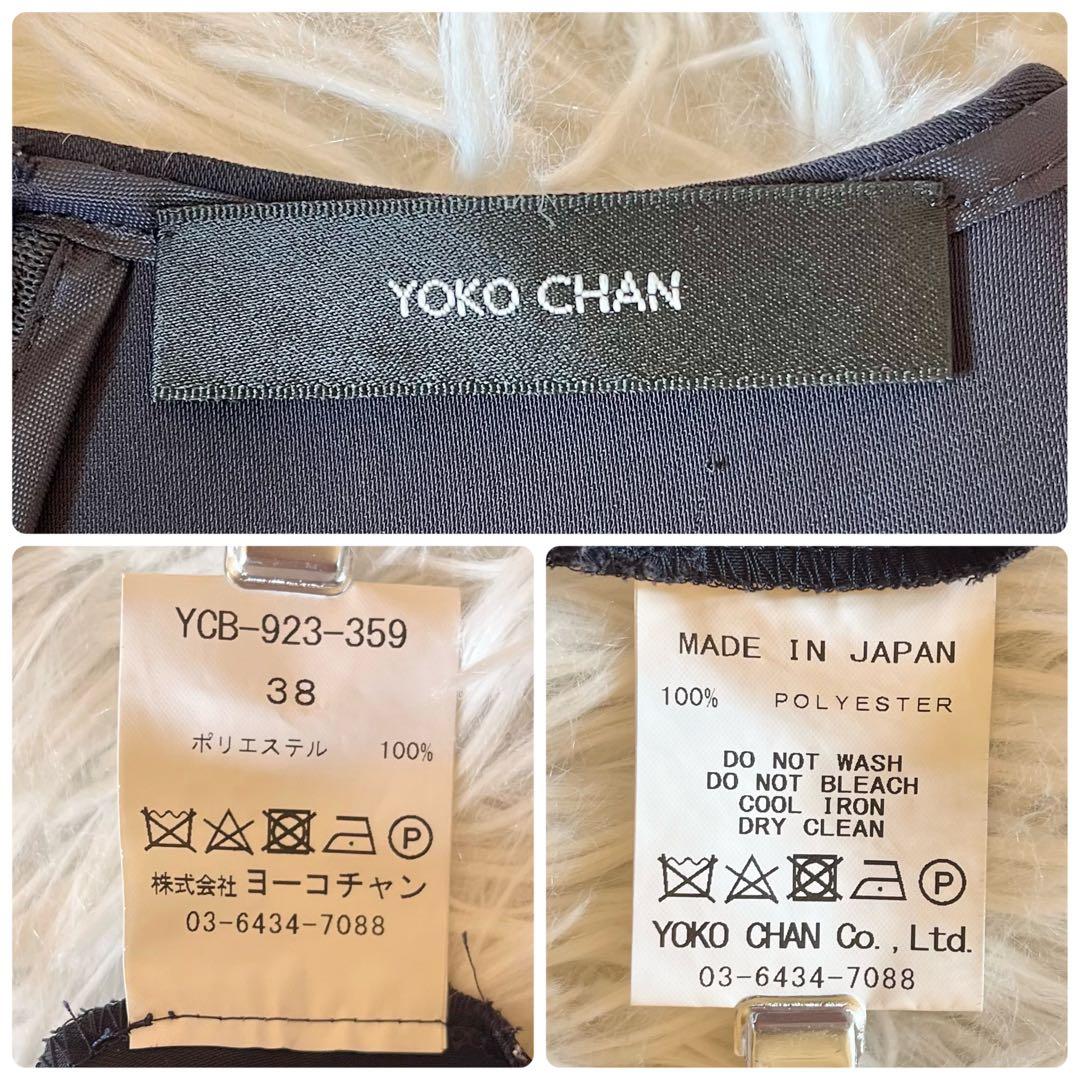 YOKO CHAN
YCB-923-359
38
ポリエステル 100%
P
株式会社 ヨーコチャン
03-6434-7088
MADE IN JAPAN
100% POLYESTER
DO NOT WASH
DO NOT BLEACH
COOL IRON
DRY CLEAN
P
YOKO CHAN Co., Ltd.
03-6434-7088